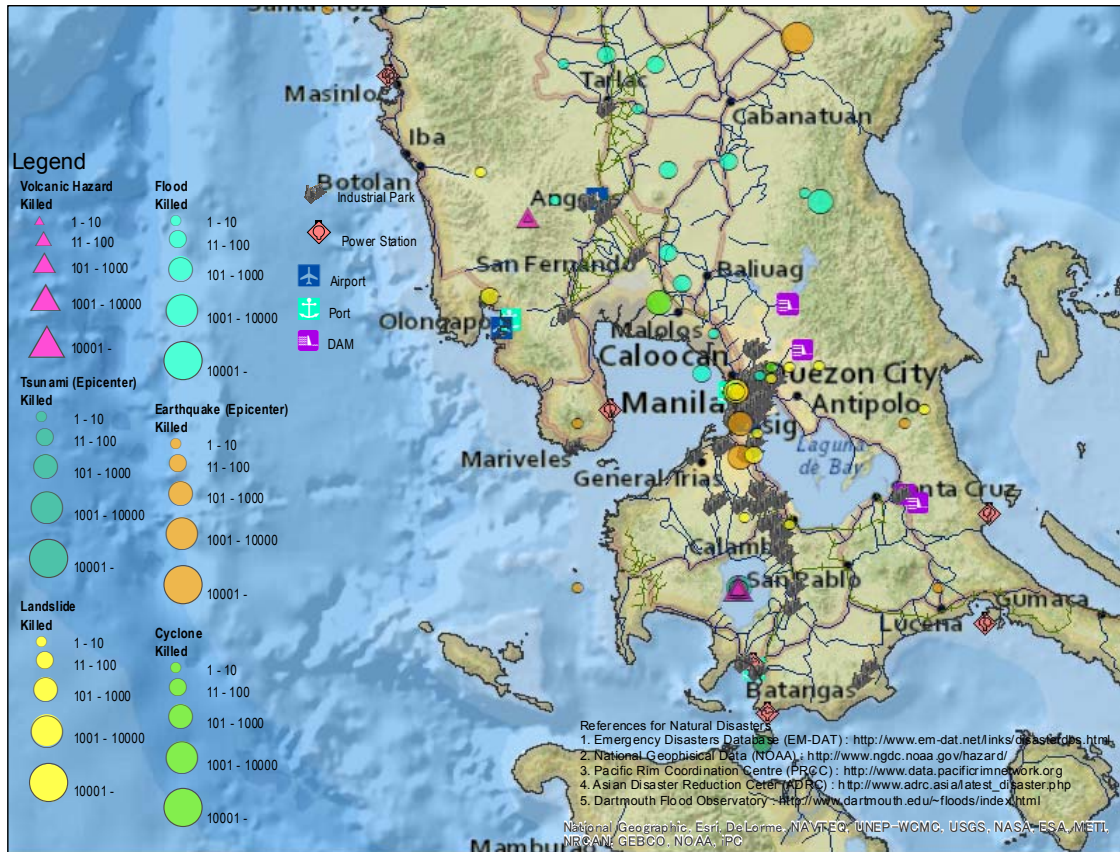 Santa Cruz
Masinloc
Tarlac
Cabanatuan
Iba
Botolan
Angeles
San Fernando
Baliuag
Olongapo
Malolos
Caloocan
Quezon City
Manila
Antipolo
Pasig
Mariveles
Laguna
de Bay
General Trias
Santa Cruz
Calamba
San Pablo
Gumaca
Lucena
Batangas
Mamburao
Legend
Volcanic Hazard
Killed
1 - 10
11 - 100
101 - 1000
1001 - 10000
10001 -
Tsunami (Epicenter)
Killed
1 - 10
11 - 100
101 - 1000
1001 - 10000
10001 -
Landslide
Killed
1 - 10
11 - 100
101 - 1000
1001 - 10000
10001 -
Flood
Killed
1 - 10
11 - 100
101 - 1000
1001 - 10000
10001 -
Earthquake (Epicenter)
Killed
1 - 10
11 - 100
101 - 1000
1001 - 10000
10001 -
Cyclone
Killed
1 - 10
11 - 100
101 - 1000
1001 - 10000
10001 -
Industrial Park
Power Station
Airport
Port
DAM
References for Natural Disasters
1. Emergency Disasters Database (EM-DAT) : http://www.em-dat.net/links/disasterdbs.html
2. National Geophisical Data (NOAA) : http://www.ngdc.noaa.gov/hazard/
3. Pacific Rim Coordination Centre (PRCC) : http://www.data.pacificrimnetwork.org
4. Asian Disaster Reduction Ceter (ADRC) : http://www.adrc.asia/latest_disaster.php
5. Dartmouth Flood Observatory : http://www.dartmouth.edu/~floods/index.html
National Geographic, Esri, DeLorme, NAVTEQ, UNEP-WCMC, USGS, NASA, ESA, METI,
NRCAN, GEBCO, NOAA, iPC